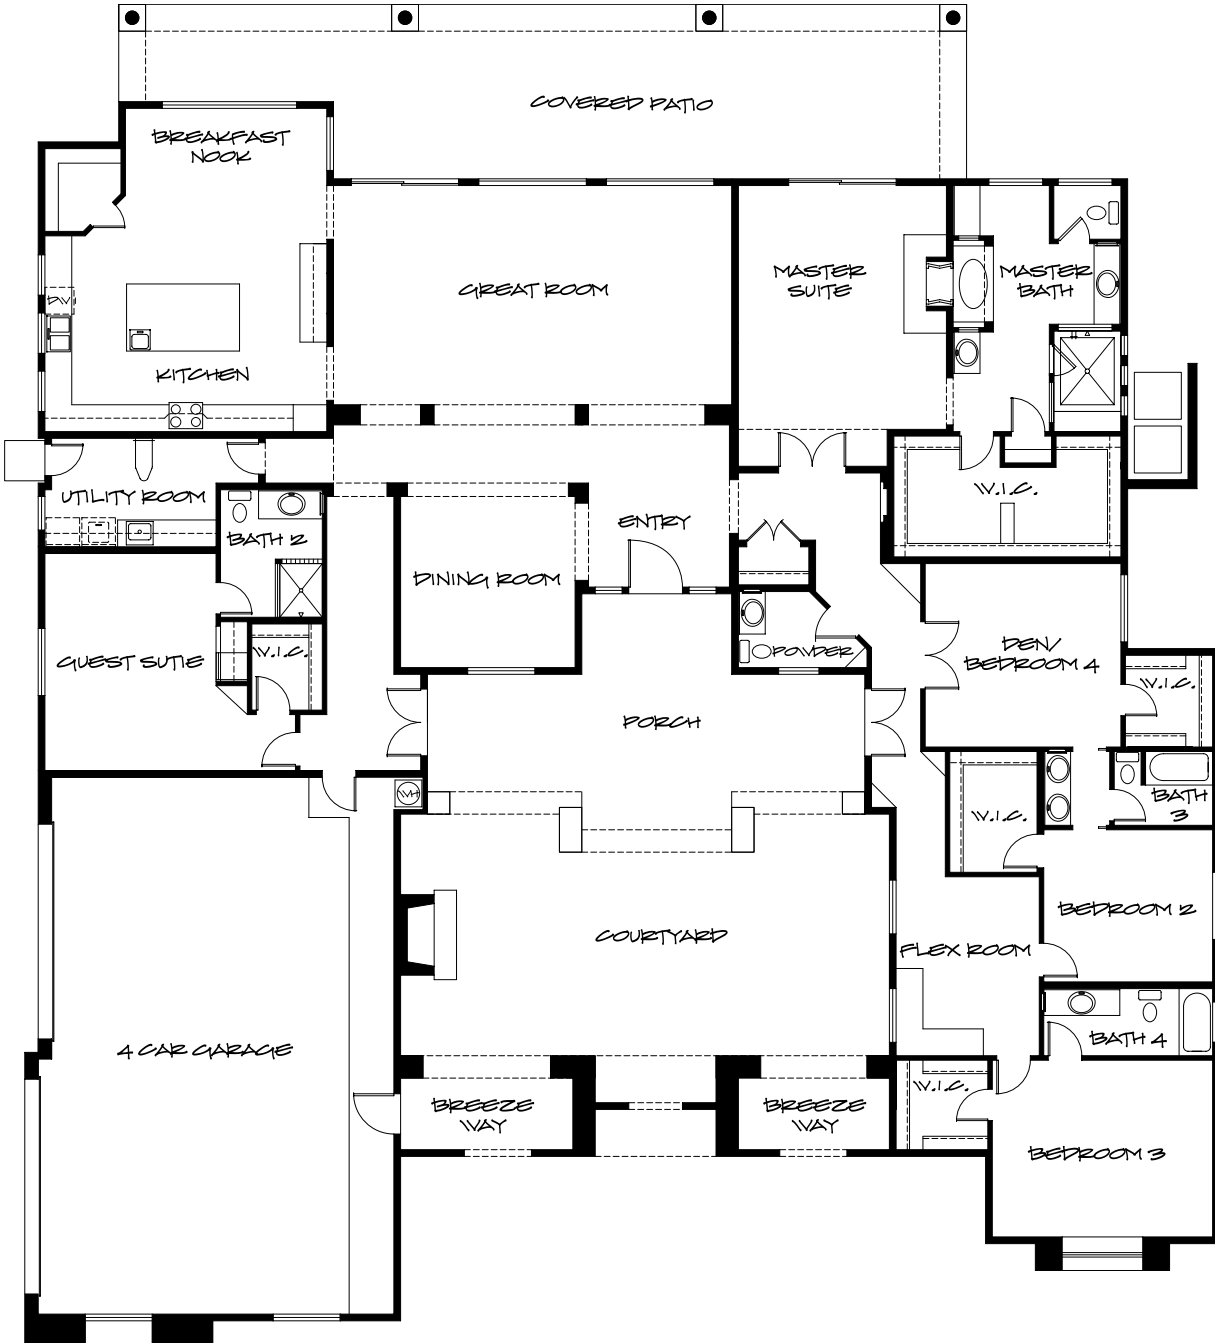 COVERED PATIO
BREAKFAST
NOOK
GREAT ROOM
MASTER
SUITE
MASTER
BATH
DW
KITCHEN
UTILITY ROOM
W.I.C.
BATH 2
ENTRY
DINING ROOM
GUEST SUTIE
W.I.C.
POWDER
DEN/
BEDROOM 4
W.I.C.
PORCH
WH
W.I.C.
BATH
3
BEDROOM 2
COURTYARD
FLEX ROOM
4 CAR GARAGE
BATH 4
W.I.C.
BREEZE
WAY
BREEZE
WAY
BEDROOM 3